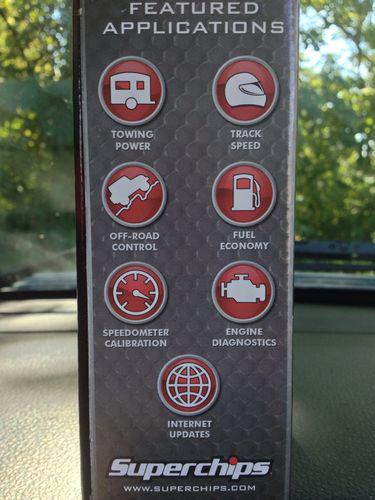 FEATURED
APPLICATIONS
TOWING
POWER
TRACK
SPEED
OFF-ROAD
CONTROL
FUEL
ECONOMY
SPEEDOMETER
CALIBRATION
ENGINE
DIAGNOSTICS
INTERNET
UPDATES
Superchips
WWW.SUPERCHIPS.COM